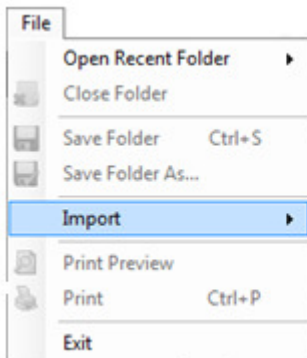 File
Open Recent Folder
Close Folder
Save Folder Ctrl+S
Save Folder As...
Import
Print Preview
Print Ctrl+P
Exit